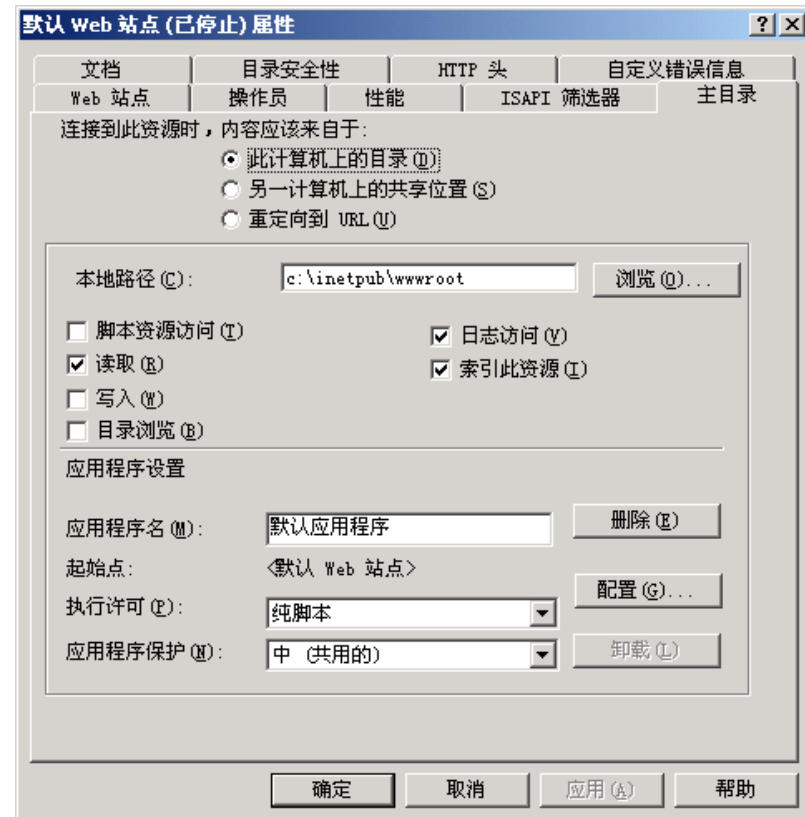 默认 Web 站点 (已停止) 属性
文档 目录安全性 HTTP 头 自定义错误信息
Web 站点 操作员 性能 ISAPI 筛选器 主目录
连接到此资源时，内容应该来自于:
此计算机上的目录(D)
另一计算机上的共享位置(S)
重定向到 URL(U)
本地路径(C): c:\inetpub\wwwroot 浏览(O)...
脚本资源访问(T) 日志访问(V)
读取(R) 索引此资源(I)
写入(W)
目录浏览(B)
应用程序设置
应用程序名(M): 默认应用程序 删除(E)
起始点: <默认 Web 站点>
配置(G)...
执行许可(P): 纯脚本
应用程序保护(N): 中 (共用的) 卸载(L)
确定 取消 应用(A) 帮助